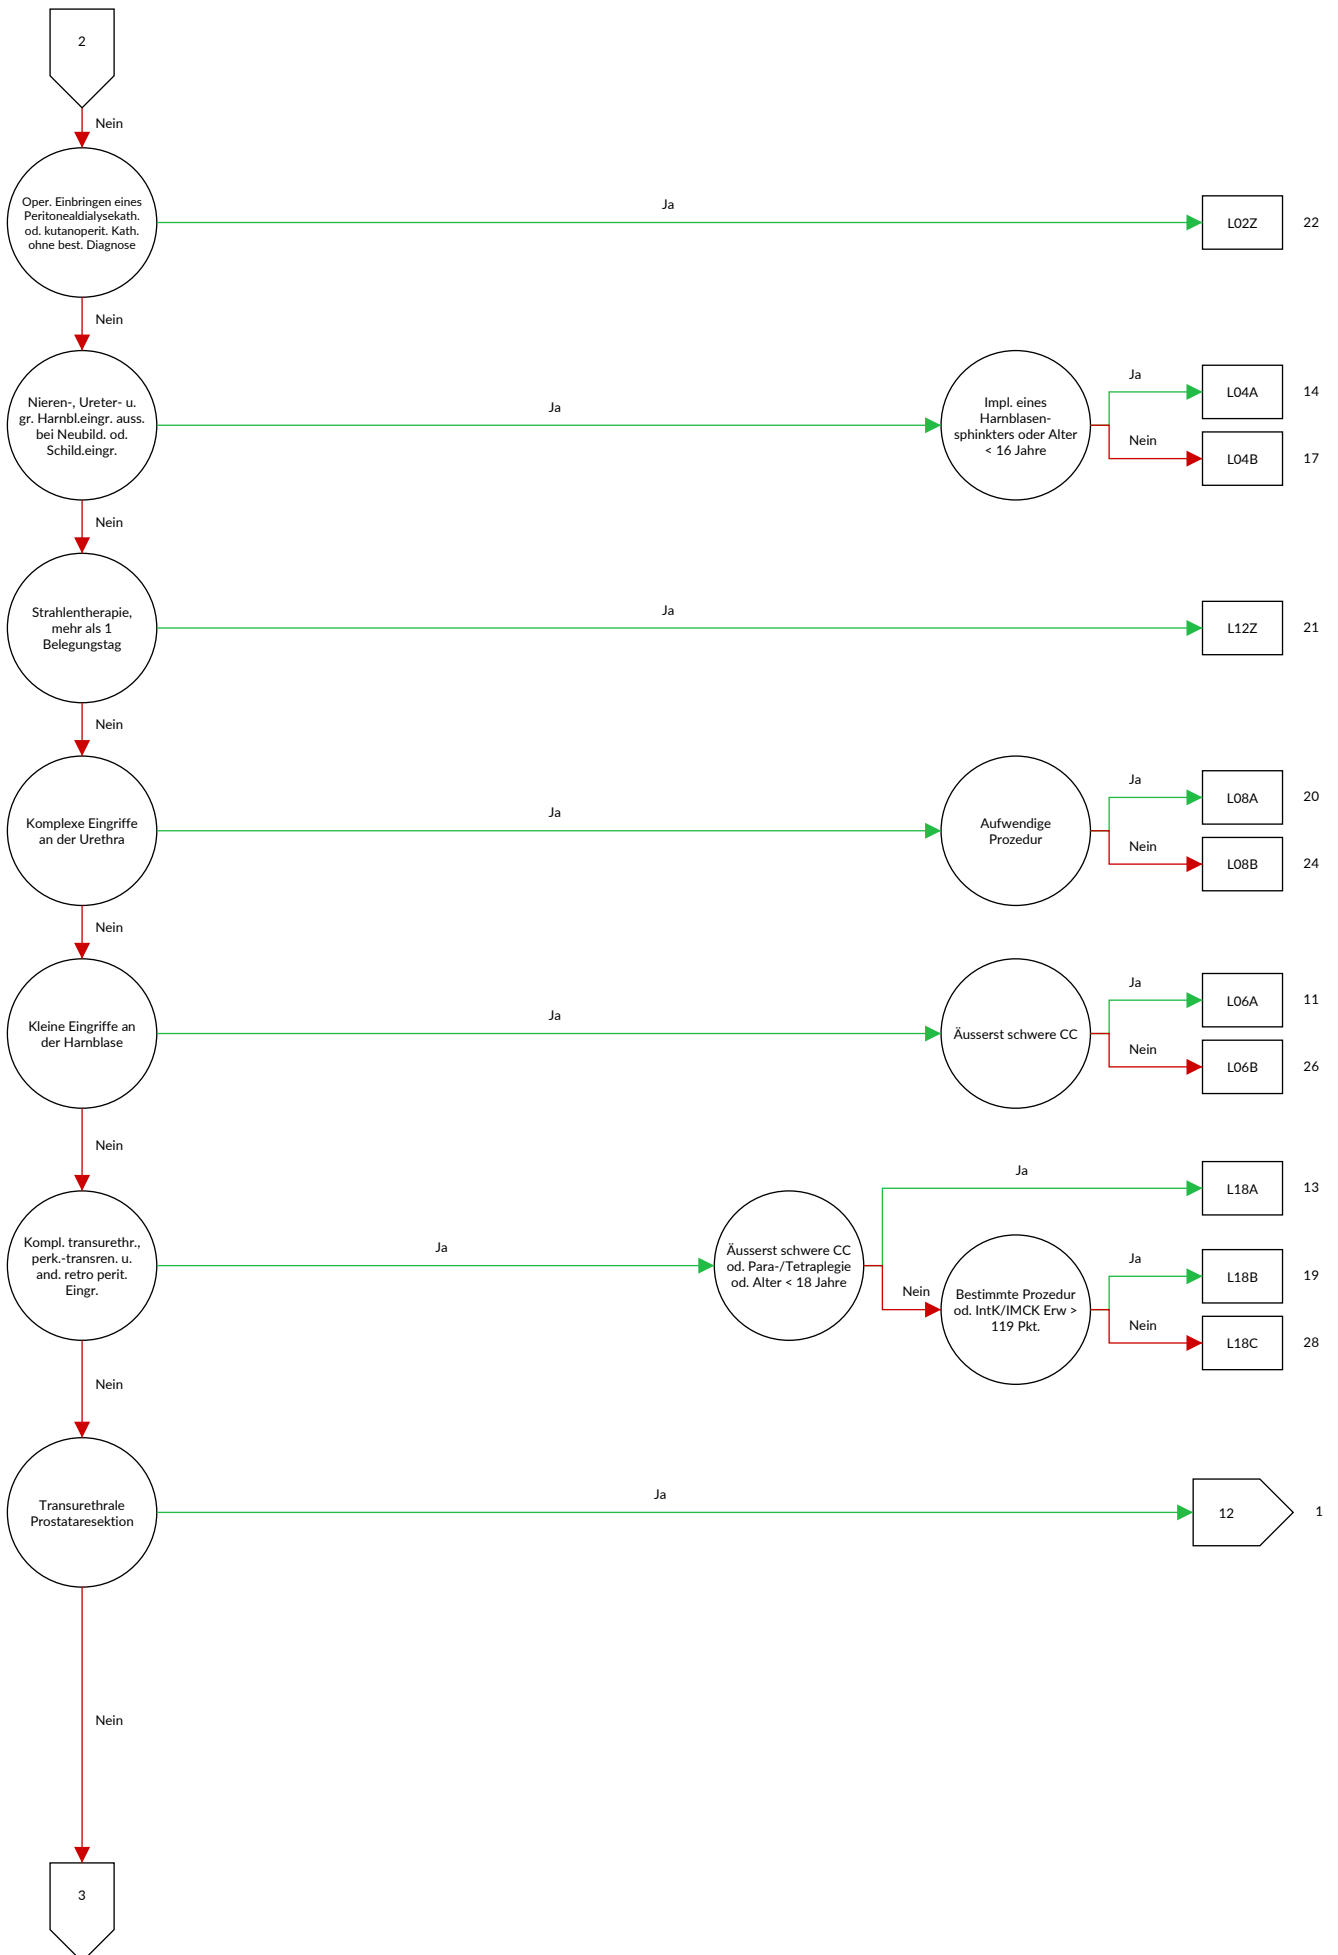 2
Nein
Oper. Einbringen eines
Peritonealdialysekath.
od. kutanoperit. Kath.
ohne best. Diagnose
Ja
L02Z
22
Nein
Nieren-, Ureter- u.
gr. Harnbl.eingr. auss.
bei Neubild. od.
Schild.eingr.
Ja
Impl. eines
Harnblasen-
sphinkters oder Alter
< 16 Jahre
Ja
L04A
14
Nein
L04B
17
Nein
Strahlentherapie,
mehr als 1
Belegungstag
Ja
L12Z
21
Nein
Komplexe Eingriffe
an der Urethra
Ja
Aufwendige
Prozedur
Ja
L08A
20
Nein
L08B
24
Nein
Kleine Eingriffe an
der Harnblase
Ja
Äusserst schwere CC
Ja
L06A
11
Nein
L06B
26
Nein
Kompl. transurethr.,
perk.-transren. u.
and. retro perit.
Eingr.
Ja
Äusserst schwere CC
od. Para-/Tetraplegie
od. Alter < 18 Jahre
Ja
L18A
13
Nein
Bestimmte Prozedur
od. IntK/IMCK Erw >
119 Pkt.
Ja
L18B
19
Nein
L18C
28
Nein
Transurethrale
Prostataresektion
Ja
12
1
Nein
3